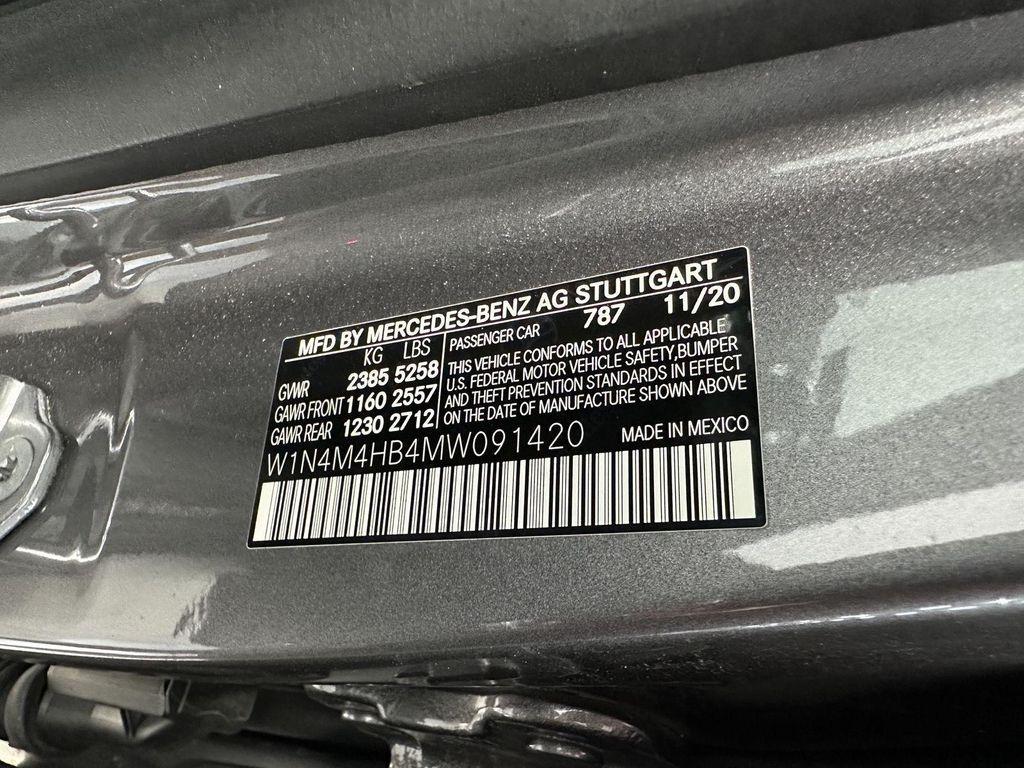 MFD BY MERCEDES-BENZ AG STUTTGART
KG LBS
GVWR 2385 5258
GAWR FRONT 1160 2557
GAWR REAR 1230 2712
PASSENGER CAR 787 11/20
THIS VEHICLE CONFORMS TO ALL APPLICABLE
U.S. FEDERAL MOTOR VEHICLE SAFETY,BUMPER
AND THEFT PREVENTION STANDARDS IN EFFECT
ON THE DATE OF MANUFACTURE SHOWN ABOVE
W1N4M4HB4MW091420 MADE IN MEXICO